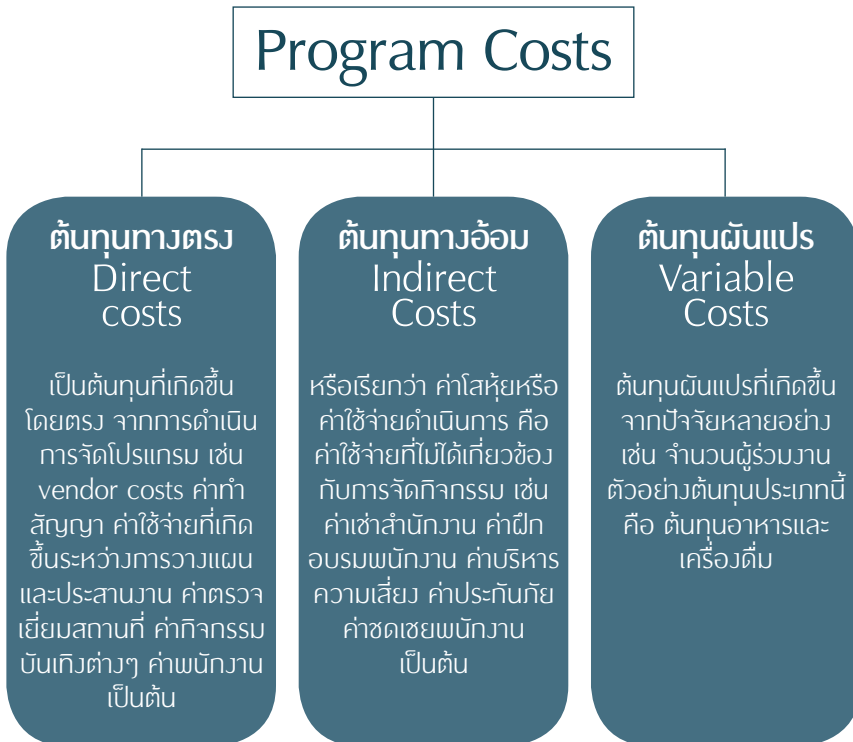 Program Costs
ต้นทุนทางตรง
Direct
costs
เป็นต้นทุนที่เกิดขึ้น
โดยตรง จากการดำเนิน
การจัดโปรแกรม เช่น
vendor costs ค่าทำ
สัญญา ค่าใช้จ่ายที่เกิด
ขึ้นระหว่างการวางแผน
และประสานงาน ค่าตรวจ
เยี่ยมสถานที่ ค่ากิจกรรม
บันเทิงต่างๆ ค่าพนักงาน
เป็นต้น
ต้นทุนทางอ้อม
Indirect
Costs
หรือเรียกว่า ค่าโสหุ้ยหรือ
ค่าใช้จ่ายดำเนินการ คือ
ค่าใช้จ่ายที่ไม่ได้เกี่ยวข้อง
กับการจัดกิจกรรม เช่น
ค่าเช่าสำนักงาน ค่าฝึก
อบรมพนักงาน ค่าบริหาร
ความเสี่ยง ค่าประกันภัย
ค่าชดเชยพนักงาน
เป็นต้น
ต้นทุนผันแปร
Variable
Costs
ต้นทุนผันแปรที่เกิดขึ้น
จากปัจจัยหลายอย่าง
เช่น จำนวนผู้ร่วมงาน
ตัวอย่างต้นทุนประเภทนี้
คือ ต้นทุนอาหารและ
เครื่องดื่ม